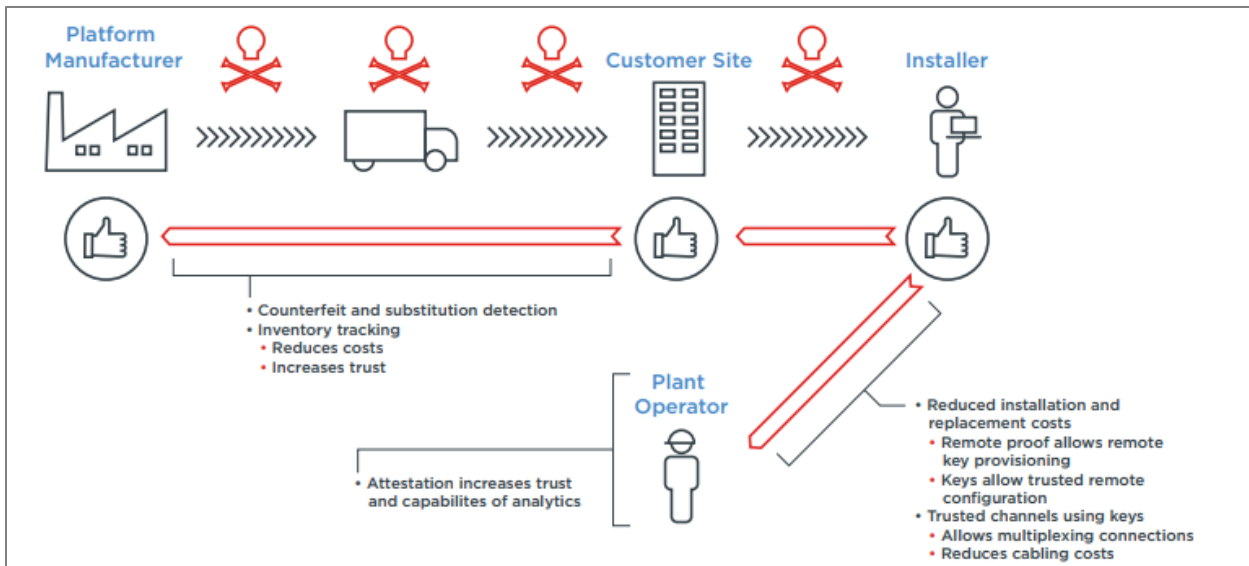 Platform
Manufacturer
Customer Site
Installer
• Counterfeit and substitution detection
• Inventory tracking
• Reduces costs
• Increases trust
Plant
Operator
• Attestation increases trust
and capabilites of analytics
• Reduced installation and
replacement costs
• Remote proof allows remote
key provisioning
• Keys allow trusted remote
configuration
• Trusted channels using keys
• Allows multiplexing connections
• Reduces cabling costs